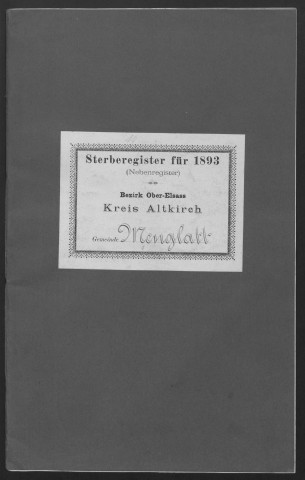 Sterberegister für 1893
(Nebenregister)
Bezirk Ober-Elsass
Kreis Altkirch
Gemeinde Menglatt